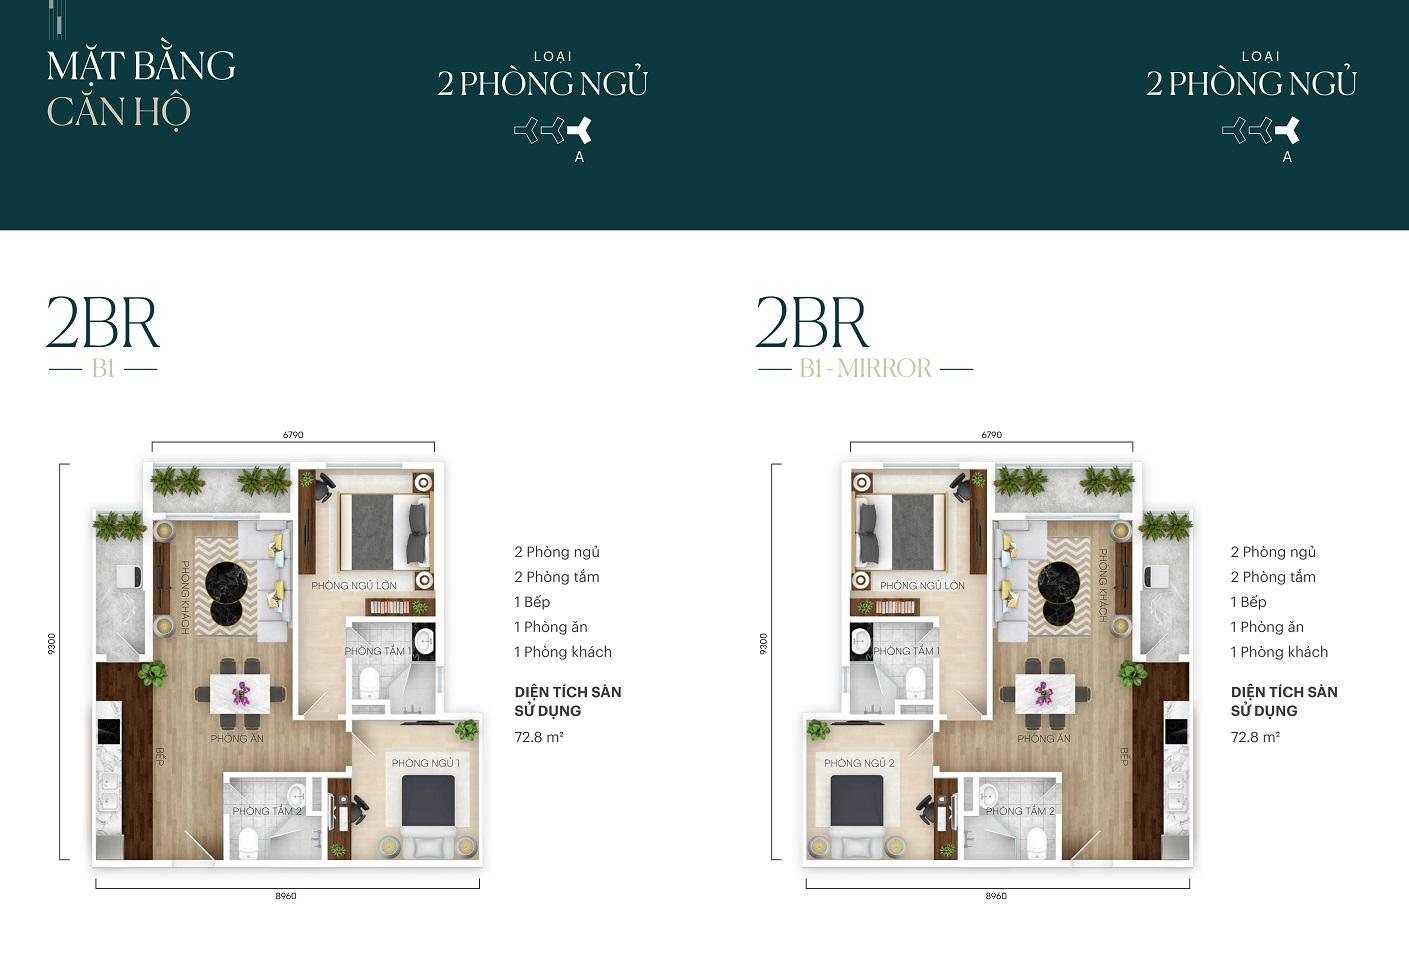 MẶT BẰNG
CĂN HỘ
LOẠI
2 PHÒNG NGỦ
A
LOẠI
2 PHÒNG NGỦ
A
2BR
B1
6790
9300
PHÒNG KHÁCH
PHÒNG NGỦ LỚN
PHÒNG TẮM 1
PHÒNG ĂN
BẾP
PHÒNG NGỦ 1
PHÒNG TẮM 2
8960
2 Phòng ngủ
2 Phòng tắm
1 Bếp
1 Phòng ăn
1 Phòng khách
DIỆN TÍCH SÀN
SỬ DỤNG
72.8 m²
2BR
B1 - MIRROR
6790
9300
PHÒNG NGỦ LỚN
PHÒNG KHÁCH
PHÒNG TẮM 1
PHÒNG ĂN
BẾP
PHÒNG NGỦ 2
PHÒNG TẮM 2
8960
2 Phòng ngủ
2 Phòng tắm
1 Bếp
1 Phòng ăn
1 Phòng khách
DIỆN TÍCH SÀN
SỬ DỤNG
72.8 m²